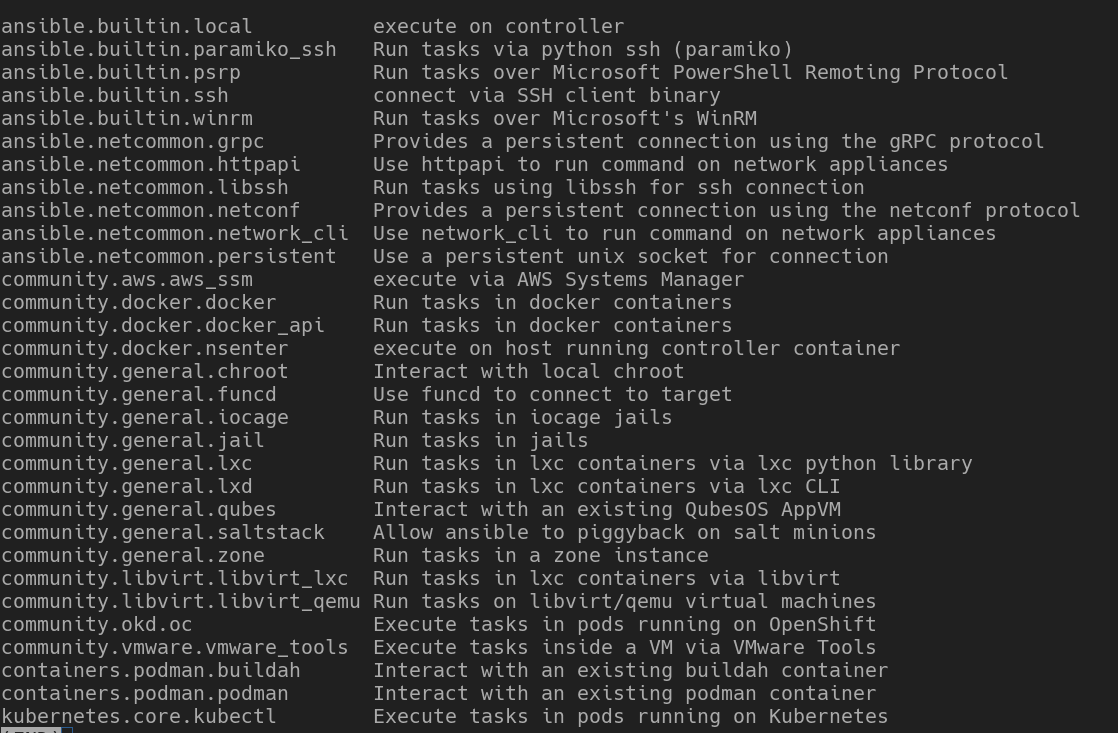 ansible.builtin.local          execute on controller
ansible.builtin.paramiko_ssh   Run tasks via python ssh (paramiko)
ansible.builtin.psrp           Run tasks over Microsoft PowerShell Remoting Protocol
ansible.builtin.ssh            connect via SSH client binary
ansible.builtin.winrm          Run tasks over Microsoft's WinRM
ansible.netcommon.grpc         Provides a persistent connection using the gRPC protocol
ansible.netcommon.httpapi      Use httpapi to run command on network appliances
ansible.netcommon.libssh       Run tasks using libssh for ssh connection
ansible.netcommon.netconf      Provides a persistent connection using the netconf protocol
ansible.netcommon.network_cli  Use network_cli to run command on network appliances
ansible.netcommon.persistent   Use a persistent unix socket for connection
community.aws.aws_ssm          execute via AWS Systems Manager
community.docker.docker        Run tasks in docker containers
community.docker.docker_api    Run tasks in docker containers
community.docker.nsenter       execute on host running controller container
community.general.chroot       Interact with local chroot
community.general.funcd        Use funcd to connect to target
community.general.iocage       Run tasks in iocage jails
community.general.jail         Run tasks in jails
community.general.lxc          Run tasks in lxc containers via lxc python library
community.general.lxd          Run tasks in lxc containers via lxc CLI
community.general.qubes        Interact with an existing QubesOS AppVM
community.general.saltstack    Allow ansible to piggyback on salt minions
community.general.zone         Run tasks in a zone instance
community.libvirt.libvirt_lxc  Run tasks in lxc containers via libvirt
community.libvirt.libvirt_qemu Run tasks on libvirt/qemu virtual machines
community.okd.oc               Execute tasks in pods running on OpenShift
community.vmware.vmware_tools  Execute tasks inside a VM via VMware Tools
containers.podman.buildah      Interact with an existing buildah container
containers.podman.podman       Interact with an existing podman container
kubernetes.core.kubectl        Execute tasks in pods running on Kubernetes